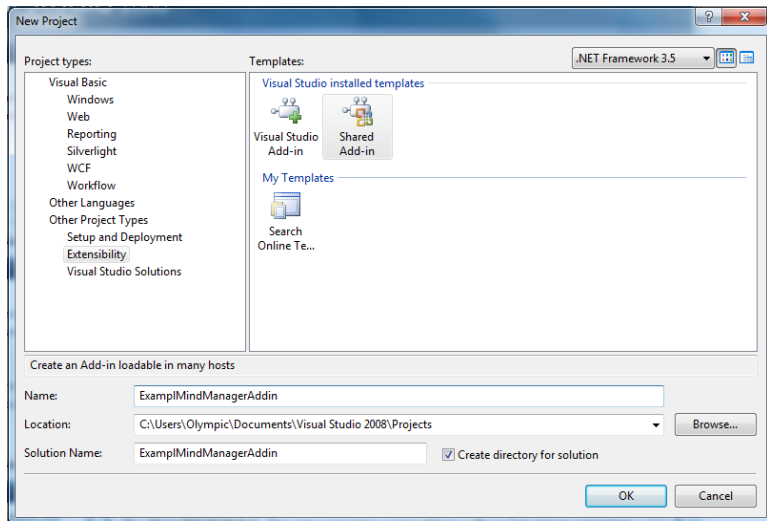 New Project
Project types:
Templates:
.NET Framework 3.5
Visual Basic
Windows
Web
Reporting
Silverlight
WCF
Workflow
Other Languages
Other Project Types
Setup and Deployment
Extensibility
Visual Studio Solutions
Visual Studio installed templates
Visual Studio
Add-in
Shared
Add-in
My Templates
Search
Online Te...
Create an Add-in loadable in many hosts
Name:
ExamplMindManagerAddin
Location:
C:\Users\Olympic\Documents\Visual Studio 2008\Projects
Browse...
Solution Name:
ExamplMindManagerAddin
Create directory for solution
OK
Cancel